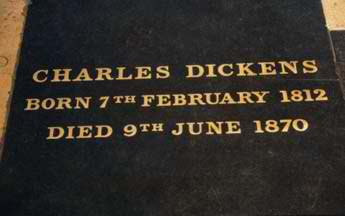 CHARLES DICKENS
BORN 7TH FEBRUARY 1812
DIED 9TH JUNE 1870